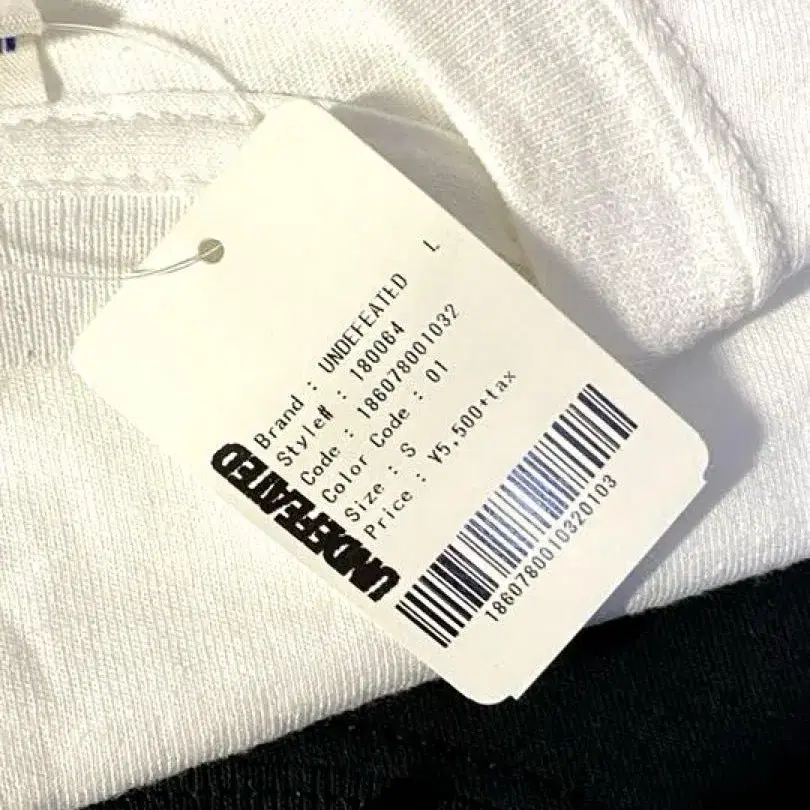 Brand : UNDEFEATED L
Style# : 180064
Code : 186078001032
Color Code : 01
Size : S
Price : ¥5,500+tax
UNDEFEATED
1860780010320103